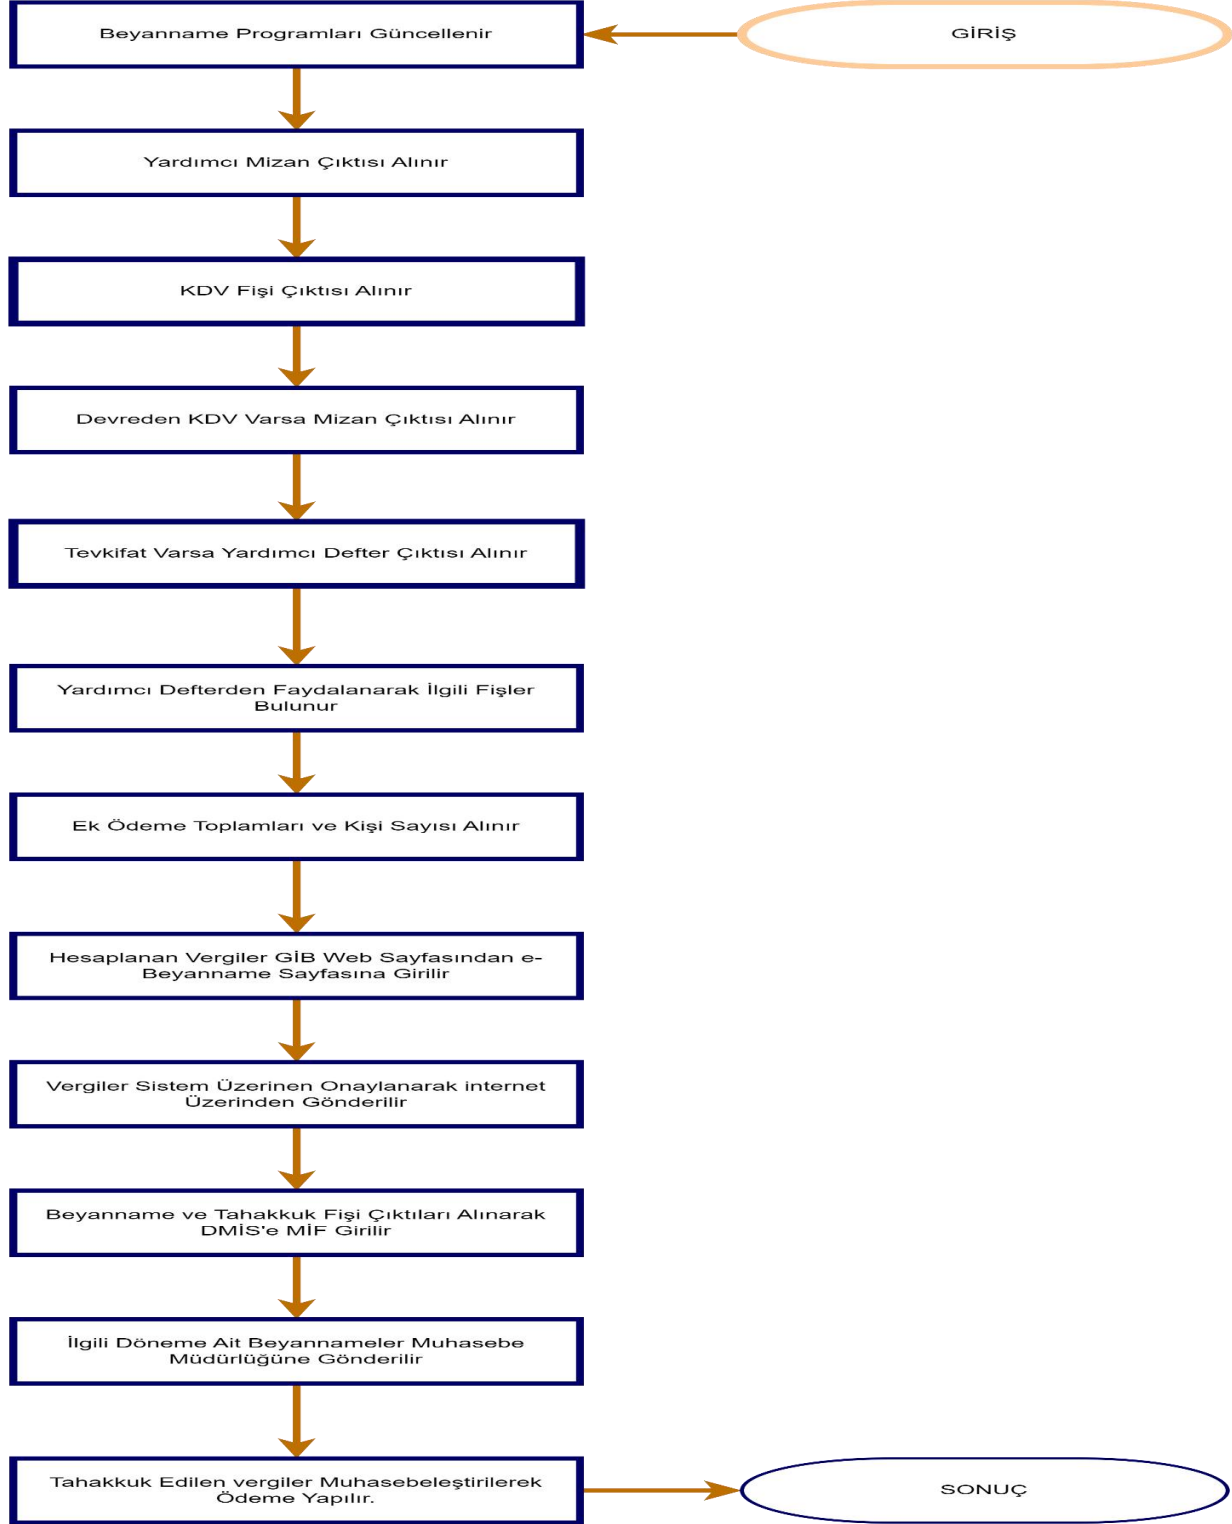 GİRİŞ
Beyanname Programları Güncellenir
Yardımcı Mizan Çıktısı Alınır
KDV Fişi Çıktısı Alınır
Devreden KDV Varsa Mizan Çıktısı Alınır
Tevkifat Varsa Yardımcı Defter Çıktısı Alınır
Yardımcı Defterden Faydalanarak İlgili Fişler
Bulunur
Ek Ödeme Toplamları ve Kişi Sayısı Alınır
Hesaplanan Vergiler GİB Web Sayfasından e-
Beyanname Sayfasına Girilir
Vergiler Sistem Üzerinen Onaylanarak internet
Üzerinden Gönderilir
Beyanname ve Tahakkuk Fişi Çıktıları Alınarak
DMİS'e MİF Girilir
İlgili Döneme Ait Beyannameler Muhasebe
Müdürlüğüne Gönderilir
Tahakkuk Edilen vergiler Muhasebeleştirilerek
Ödeme Yapılır.
SONUÇ